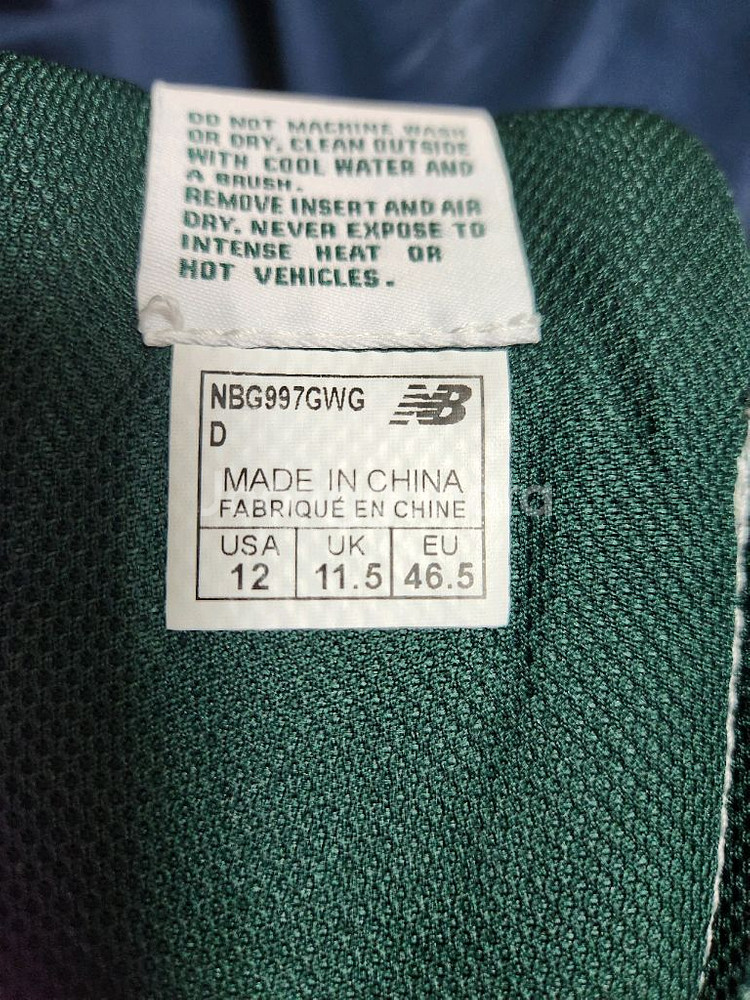 DO NOT MACHINE WASH
OR DRY. CLEAN OUTSIDE
WITH COOL WATER AND
A BRUSH.
REMOVE INSERT AND AIR
DRY. NEVER EXPOSE TO
INTENSE HEAT OR
HOT VEHICLES.
NBG997GWG
D
NB
MADE IN CHINA
FABRIQUÉ EN CHINE
USA UK EU
12 11.5 46.5